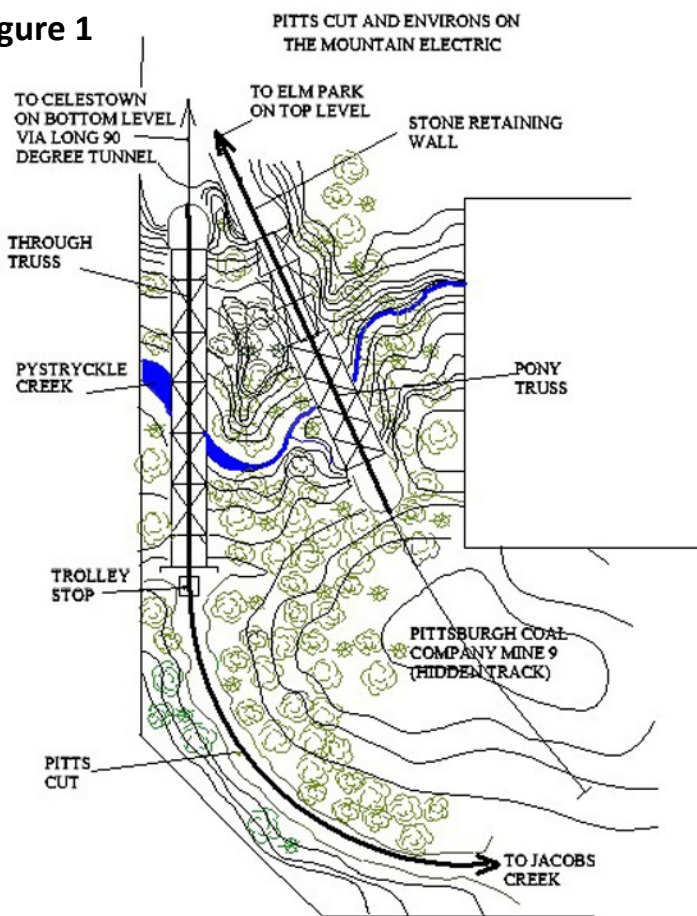 gure 1
PITTS CUT AND ENVIRONS ON
THE MOUNTAIN ELECTRIC
TO CELESTOWN
ON BOTTOM LEVEL
VIA LONG 90
DEGREE TUNNEL
TO ELM PARK
ON TOP LEVEL
STONE RETAINING
WALL
THROUGH
TRUSS
PYSTRYCKLE
CREEK
PONY
TRUSS
TROLLEY
STOP
PITTSBURGH COAL
COMPANY MINE 9
(HIDDEN TRACK)
PITTS
CUT
TO JACOBS
CREEK